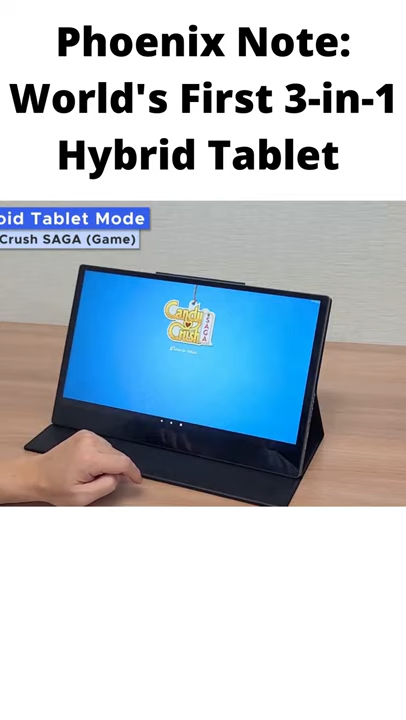 Phoenix Note:
World's First 3-in-1
Hybrid Tablet
oid Tablet Mode
Crush SAGA (Game)
Candy
Crush
SAGA